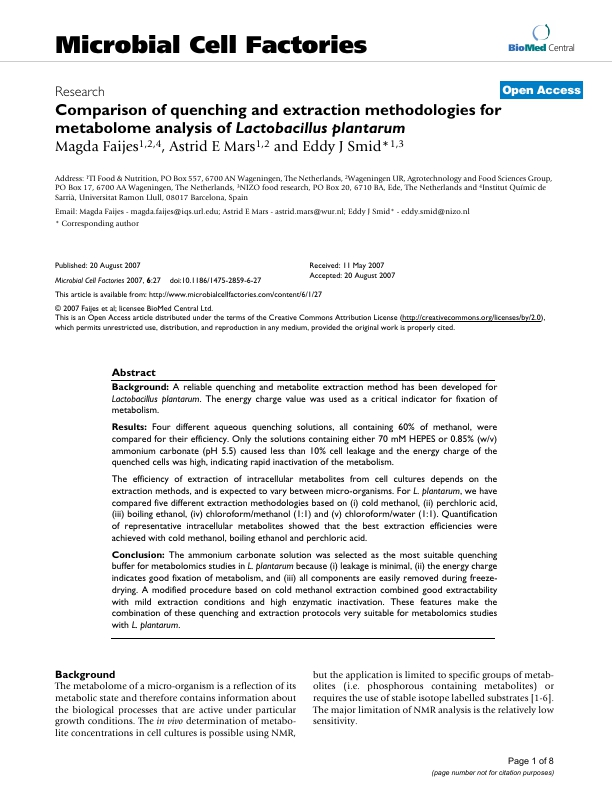 Microbial Cell Factories
BioMed Central
Research
Open Access
Comparison of quenching and extraction methodologies for
metabolome analysis of Lactobacillus plantarum
Magda Faijes1,2,4, Astrid E Mars1,2 and Eddy J Smid*1,3
Address: 1TI Food & Nutrition, PO Box 557, 6700 AN Wageningen, The Netherlands, 2Wageningen UR, Agrotechnology and Food Sciences Group,
PO Box 17, 6700 AA Wageningen, The Netherlands, 3NIZO food research, PO Box 20, 6710 BA, Ede, The Netherlands and 4Institut Químic de
Sarrià, Universitat Ramon Llull, 08017 Barcelona, Spain
Email: Magda Faijes - magda.faijes@iqs.url.edu; Astrid E Mars - astrid.mars@wur.nl; Eddy J Smid* - eddy.smid@nizo.nl
* Corresponding author
Published: 20 August 2007
Microbial Cell Factories 2007, 6:27 doi:10.1186/1475-2859-6-27
Received: 11 May 2007
Accepted: 20 August 2007
This article is available from: http://www.microbialcellfactories.com/content/6/1/27
© 2007 Faijes et al; licensee BioMed Central Ltd.
This is an Open Access article distributed under the terms of the Creative Commons Attribution License (http://creativecommons.org/licenses/by/2.0),
which permits unrestricted use, distribution, and reproduction in any medium, provided the original work is properly cited.
Abstract
Background: A reliable quenching and metabolite extraction method has been developed for
Lactobacillus plantarum. The energy charge value was used as a critical indicator for fixation of
metabolism.
Results: Four different aqueous quenching solutions, all containing 60% of methanol, were
compared for their efficiency. Only the solutions containing either 70 mM HEPES or 0.85% (w/v)
ammonium carbonate (pH 5.5) caused less than 10% cell leakage and the energy charge of the
quenched cells was high, indicating rapid inactivation of the metabolism.
The efficiency of extraction of intracellular metabolites from cell cultures depends on the
extraction methods, and is expected to vary between micro-organisms. For L. plantarum, we have
compared five different extraction methodologies based on (i) cold methanol, (ii) perchloric acid,
(iii) boiling ethanol, (iv) chloroform/methanol (1:1) and (v) chloroform/water (1:1). Quantification
of representative intracellular metabolites showed that the best extraction efficiencies were
achieved with cold methanol, boiling ethanol and perchloric acid.
Conclusion: The ammonium carbonate solution was selected as the most suitable quenching
buffer for metabolomics studies in L. plantarum because (i) leakage is minimal, (ii) the energy charge
indicates good fixation of metabolism, and (iii) all components are easily removed during freeze-
drying. A modified procedure based on cold methanol extraction combined good extractability
with mild extraction conditions and high enzymatic inactivation. These features make the
combination of these quenching and extraction protocols very suitable for metabolomics studies
with L. plantarum.
Background
The metabolome of a micro-organism is a reflection of its
metabolic state and therefore contains information about
the biological processes that are active under particular
growth conditions. The in vivo determination of metabo-
lite concentrations in cell cultures is possible using NMR,
but the application is limited to specific groups of metab-
olites (i.e. phosphorous containing metabolites) or
requires the use of stable isotope labelled substrates [1-6].
The major limitation of NMR analysis is the relatively low
sensitivity.
Page 1 of 8
(page number not for citation purposes)